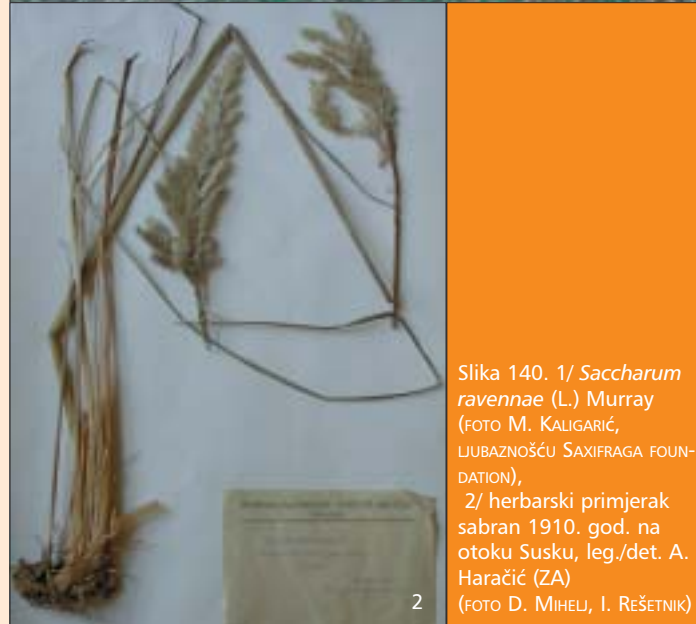 2
Slika 140. 1/ Saccharum
ravennae (L.) Murray
(FOTO M. KALIGARIĆ,
LJUBAZNOŠĆU SAXIFRAGA FOUN-
DATION),
2/ herbarski primjerak
sabran 1910. god. na
otoku Susku, leg./det. A.
Haračić (ZA)
(FOTO D. MIHELJ, I. REŠETNIK)